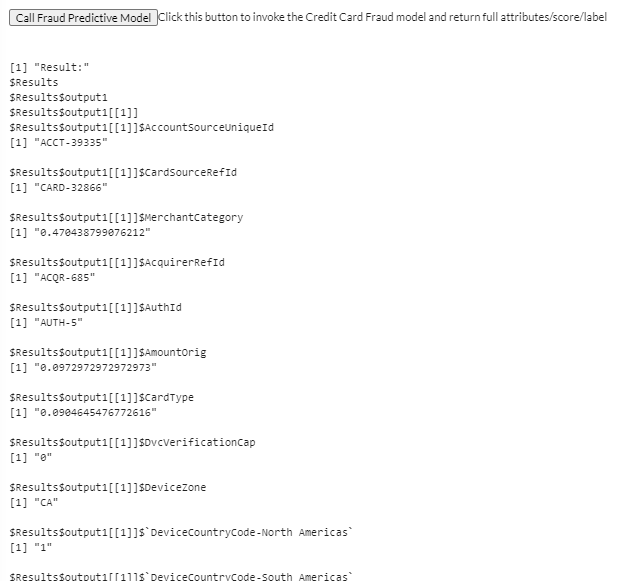 Call Fraud Predictive Model Click this button to invoke the Credit Card Fraud model and return full attributes/score/label
[1] "Result:"
$Results
$Results$output1
$Results$output1[[1]]
$Results$output1[[1]]$AccountSourceUniqueId
[1] "ACCT-39335"
$Results$output1[[1]]$CardSourceRefId
[1] "CARD-32866"
$Results$output1[[1]]$MerchantCategory
[1] "0.470438799076212"
$Results$output1[[1]]$AcquirerRefId
[1] "ACQR-685"
$Results$output1[[1]]$AuthId
[1] "AUTH-5"
$Results$output1[[1]]$AmountOrig
[1] "0.0972972972972973"
$Results$output1[[1]]$CardType
[1] "0.0904645476772616"
$Results$output1[[1]]$DvcVerificationCap
[1] "0"
$Results$output1[[1]]$DeviceZone
[1] "CA"
$Results$output1[[1]]$`DeviceCountryCode-North Americas`
[1] "1"
$Results$output1[[1]]$`DeviceCountryCode-South Americas`